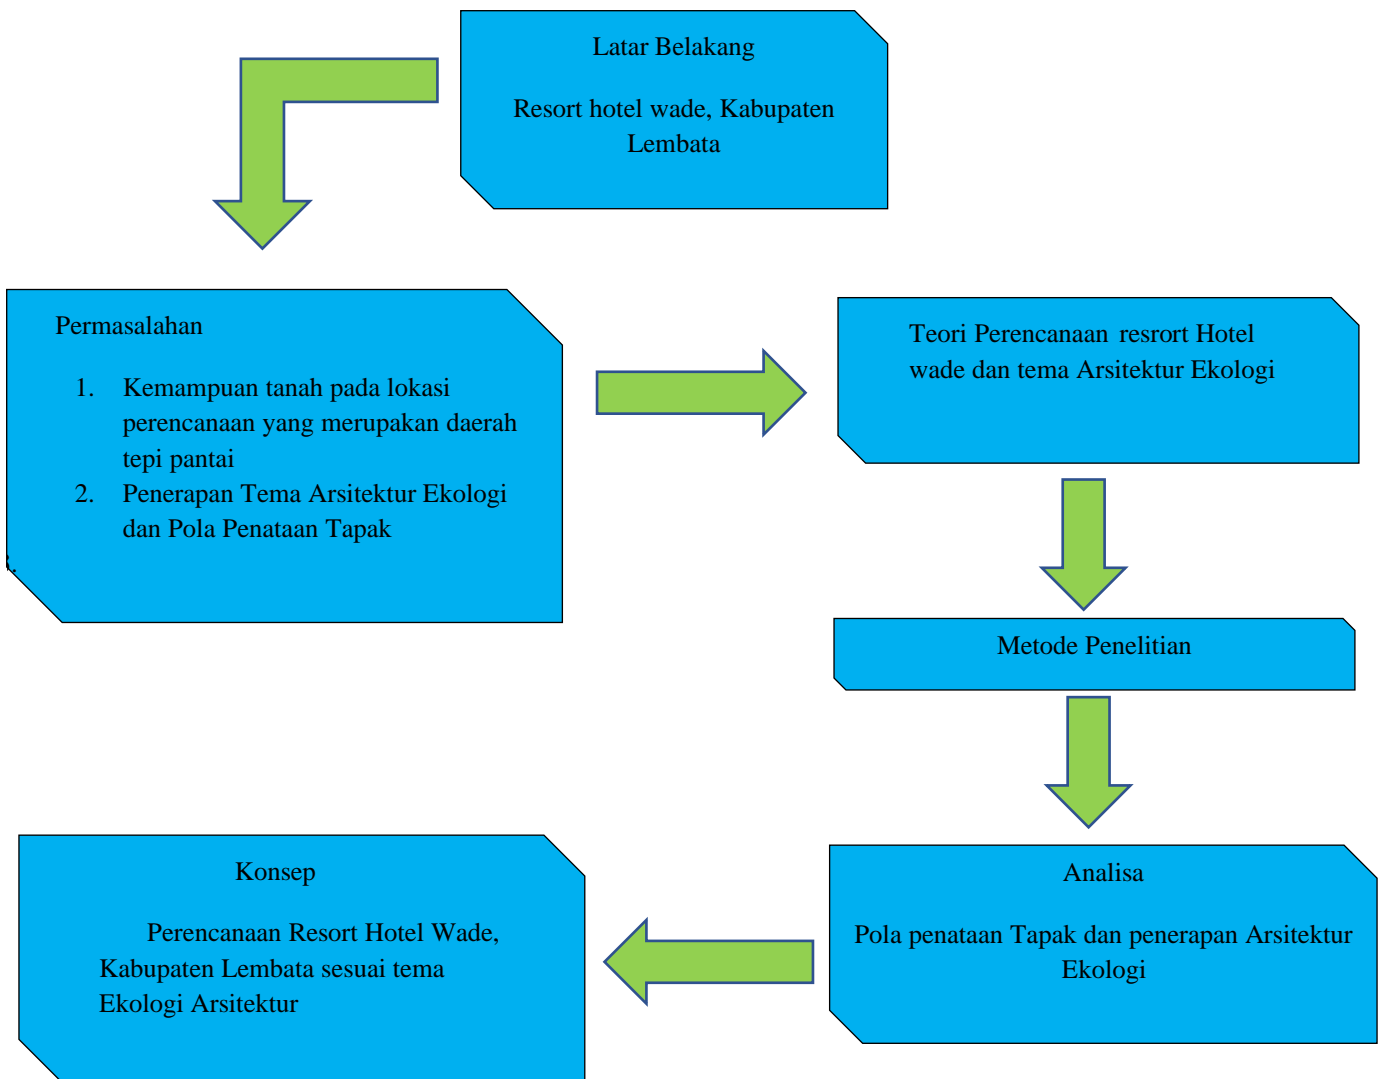 Latar Belakang
Resort hotel wade, Kabupaten
Lembata
Permasalahan
1. Kemampuan tanah pada lokasi
perencanaan yang merupakan daerah
tepi pantai
2. Penerapan Tema Arsitektur Ekologi
dan Pola Penataan Tapak
Teori Perencanaan resrort Hotel
wade dan tema Arsitektur Ekologi
Metode Penelitian
Analisa
Pola penataan Tapak dan penerapan Arsitektur
Ekologi
Konsep
Perencanaan Resort Hotel Wade,
Kabupaten Lembata sesuai tema
Ekologi Arsitektur